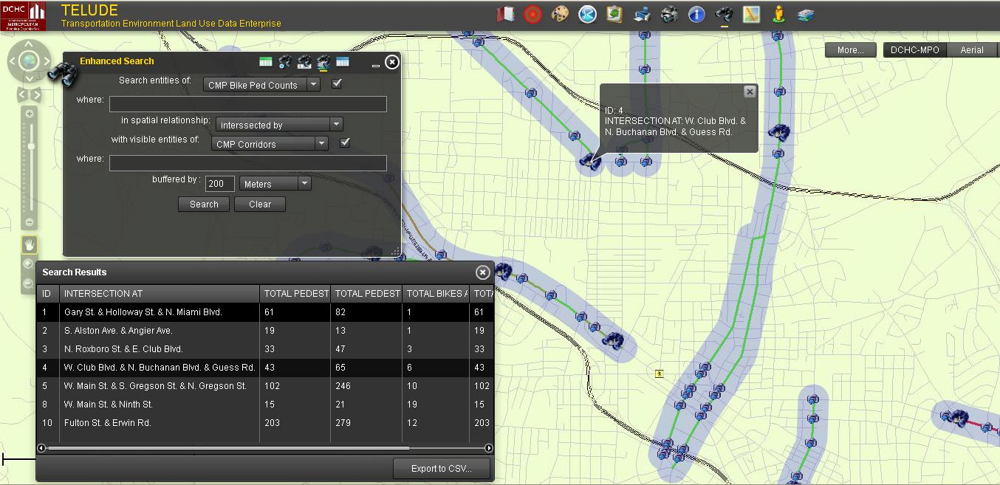 DCHC
METROPOLITAN
TELUDE
Transportation Environment Land Use Data Enterprise
More...
DCHC-MPO
Aerial
Enhanced Search
Search entities of:
CMP Bike Ped Counts
where:
in spatial relationship:
interssected by
with visible entities of:
CMP Corridors
where:
buffered by :
200
Meters
Search
Clear
ID: 4
INTERSECTION AT: W. Club Blvd. &
N. Buchanan Blvd. & Guess Rd.
Search Results
ID INTERSECTION AT TOTAL PEDEST TOTAL PEDEST TOTAL BIKES A TOTA
1 Gary St. & Holloway St. & N. Miami Blvd. 61 82 1 61
2 S. Alston Ave. & Angier Ave. 19 13 1 19
3 N. Roxboro St. & E. Club Blvd. 33 47 3 33
4 W. Club Blvd. & N. Buchanan Blvd. & Guess Rd. 43 65 6 43
5 W. Main St. & S. Gregson St. & N. Gregson St. 102 246 10 102
8 W. Main St. & Ninth St. 15 21 19 15
10 Fulton St. & Erwin Rd. 203 279 12 203
Export to CSV...